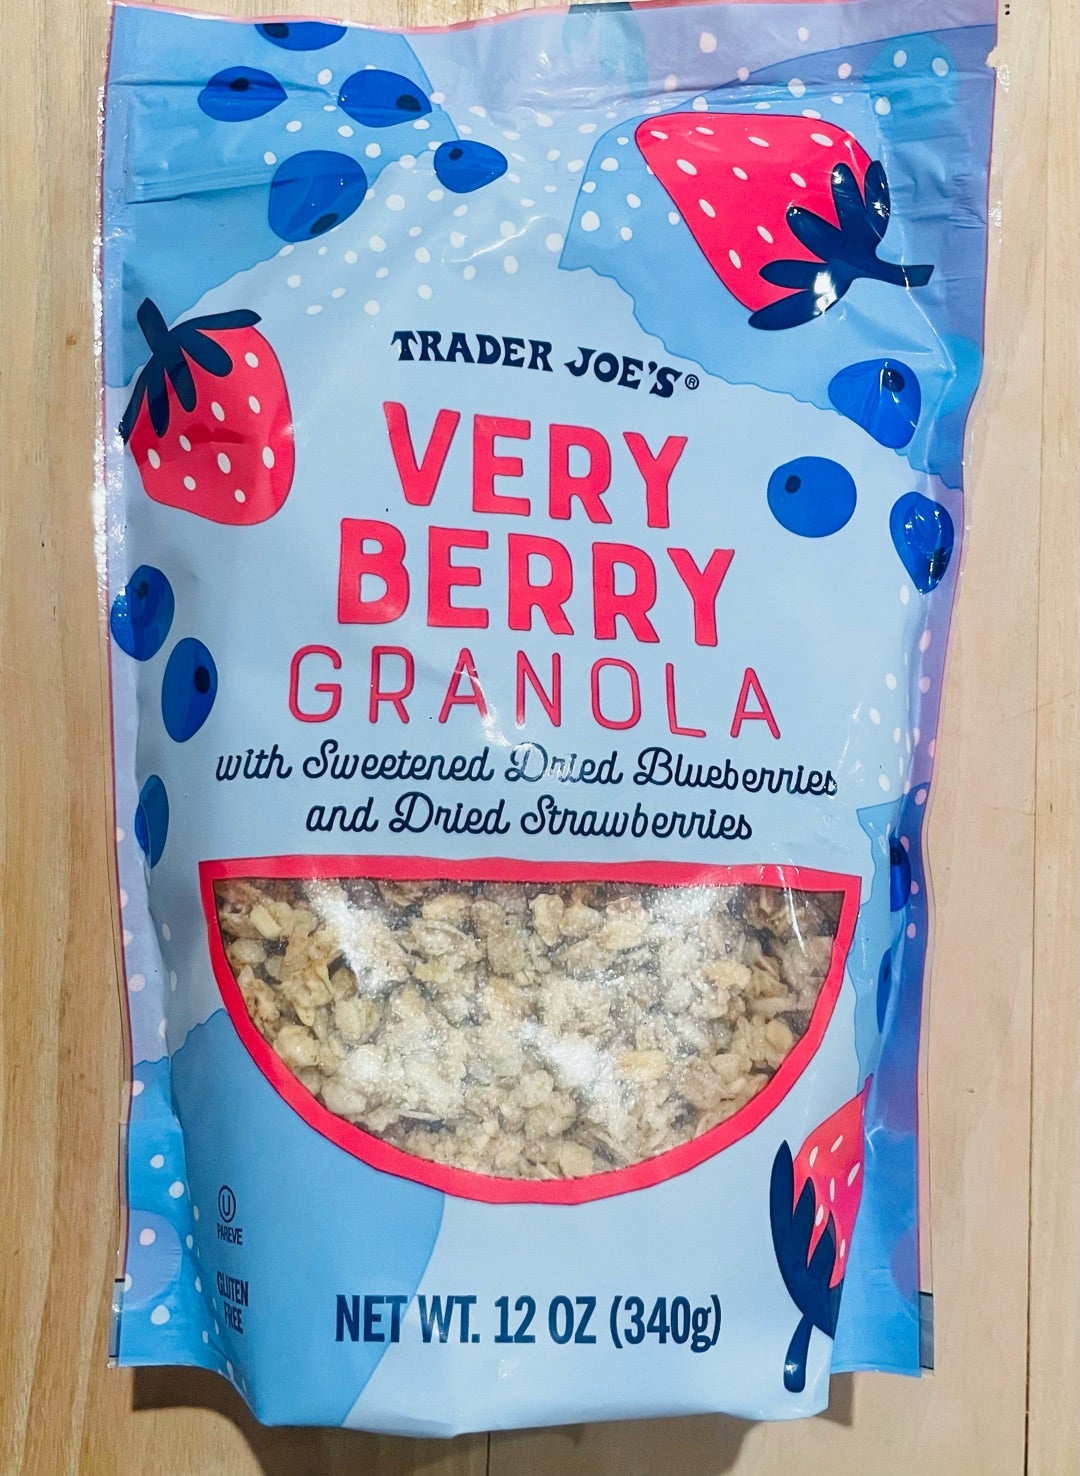 TRADER JOE'S®
VERY
BERRY
GRANOLA
with Sweetened Dried Blueberries
and Dried Strawberries
U
PAREVE
GLUTEN
FREE
NET WT. 12 OZ (340g)